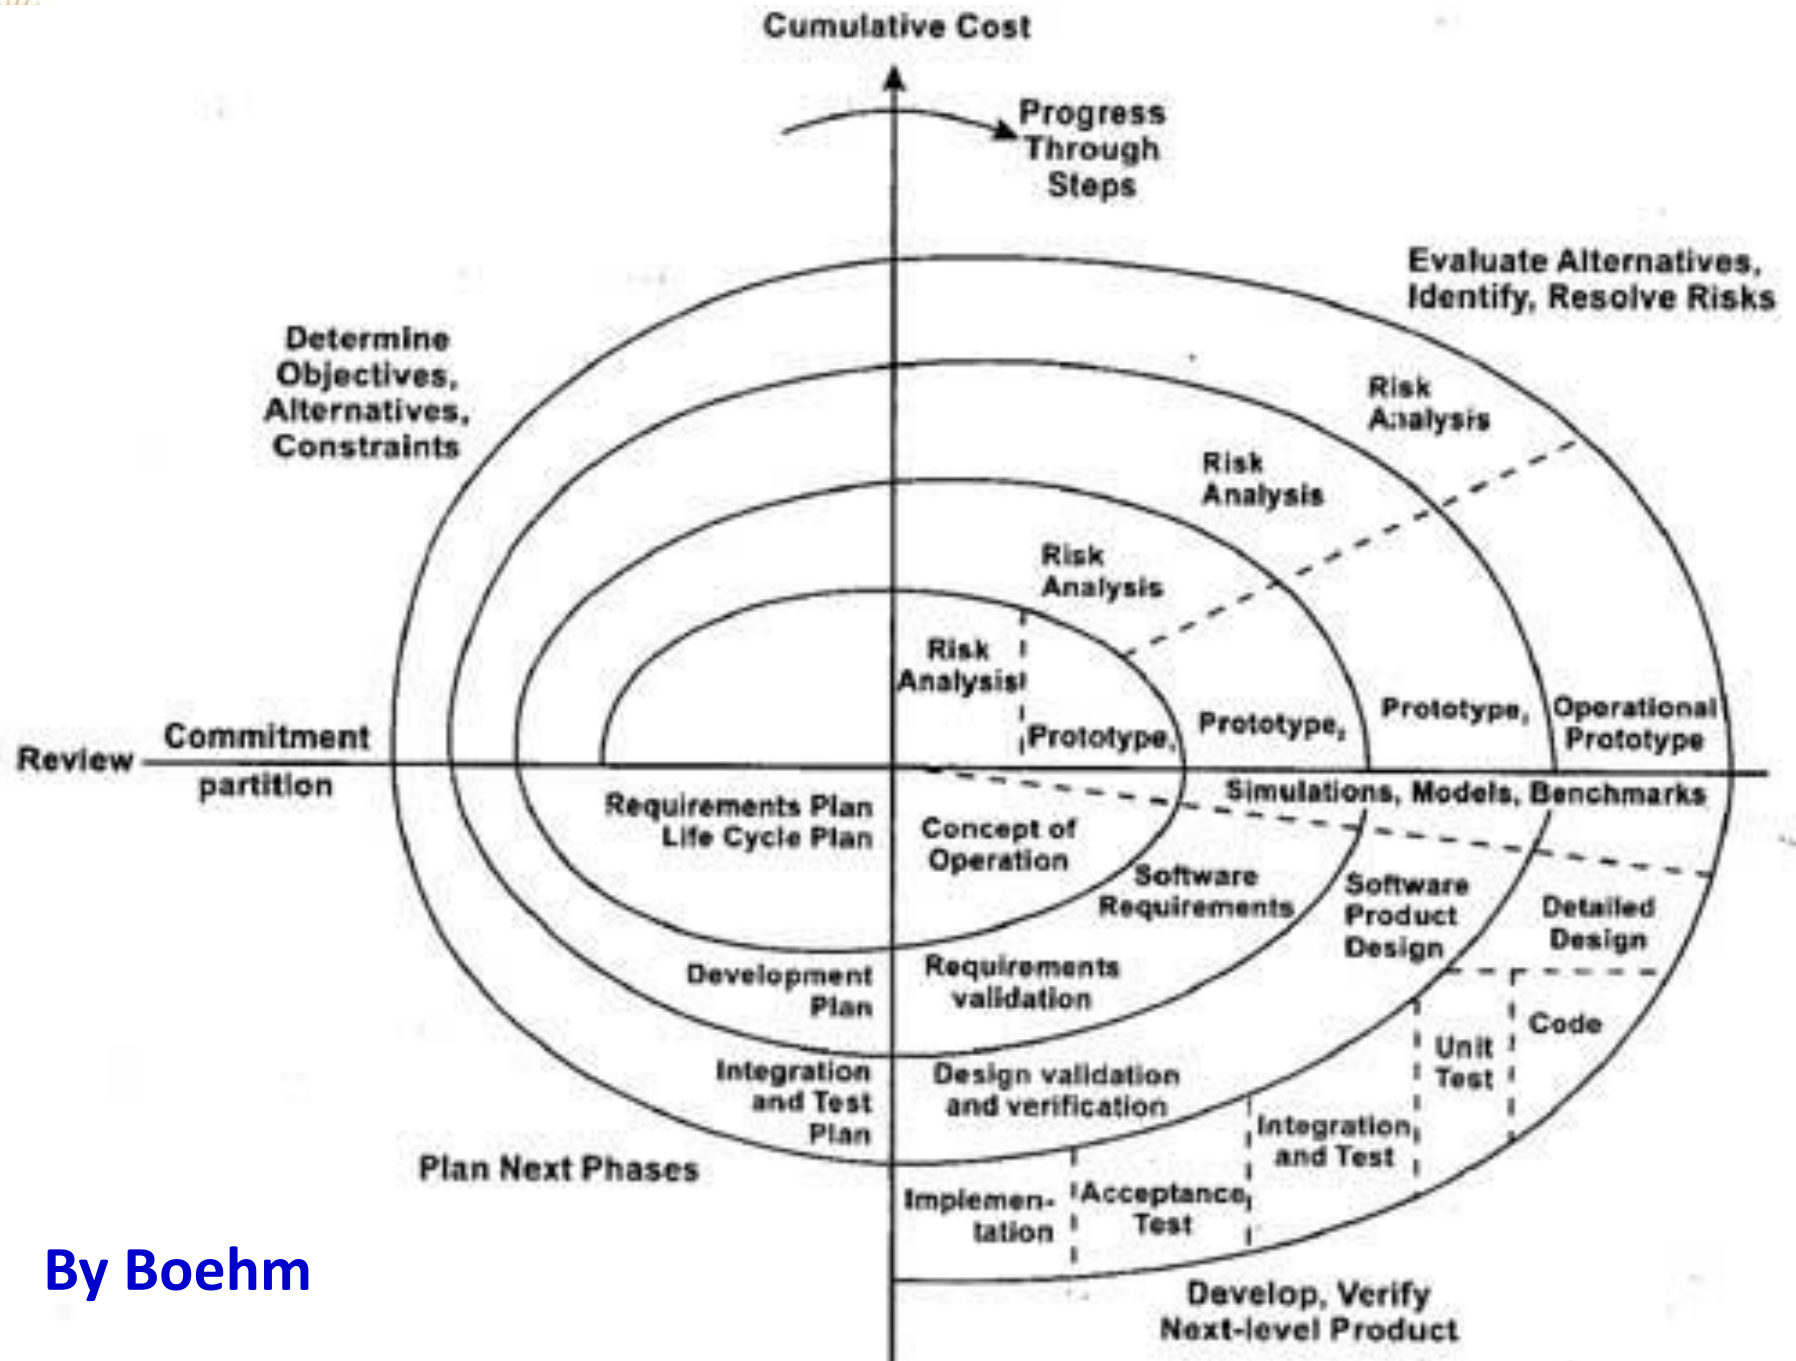 Cumulative Cost
Progress
Through
Steps
Evaluate Alternatives,
Identify, Resolve Risks
Determine
Objectives,
Alternatives,
Constraints
Risk
Analysis
Risk
Analysis
Risk
Analysis
Risk
Analysis
Prototype,
Prototype,
Prototype,
Operational
Prototype
Review
Commitment
partition
Simulations, Models, Benchmarks
Requirements Plan
Life Cycle Plan
Concept of
Operation
Software
Requirements
Software
Product
Design
Detailed
Design
Development
Plan
Requirements
validation
Code
Unit
Test
Integration
and Test
Plan
Design validation
and verification
Integration
and Test
Plan Next Phases
Implemen-
tation
Acceptance
Test
By Boehm
Develop, Verify
Next-level Product